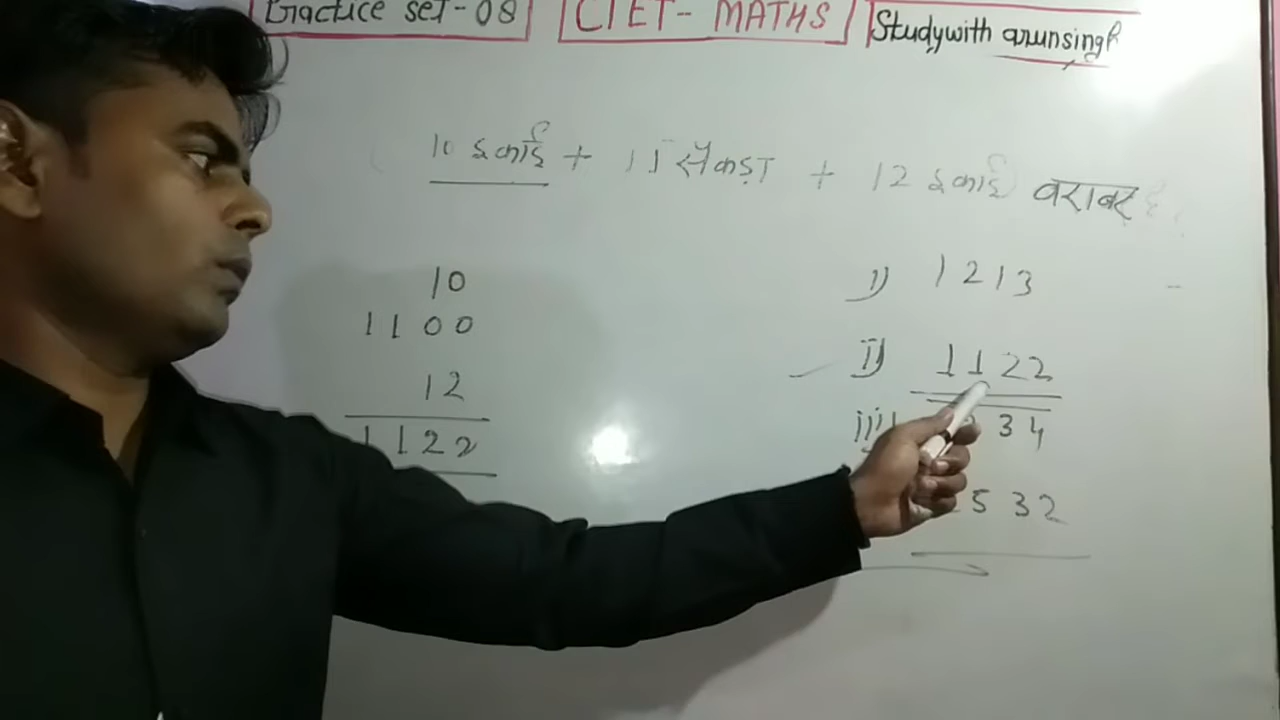 Practice set-08 CTET- MATHS Studywith arunsingh
10 इकाई + 11 सैकड़ा + 12 इकाई बराबर
10
1100
12
1122
I) 1213
II) 1122
iii) 34
532